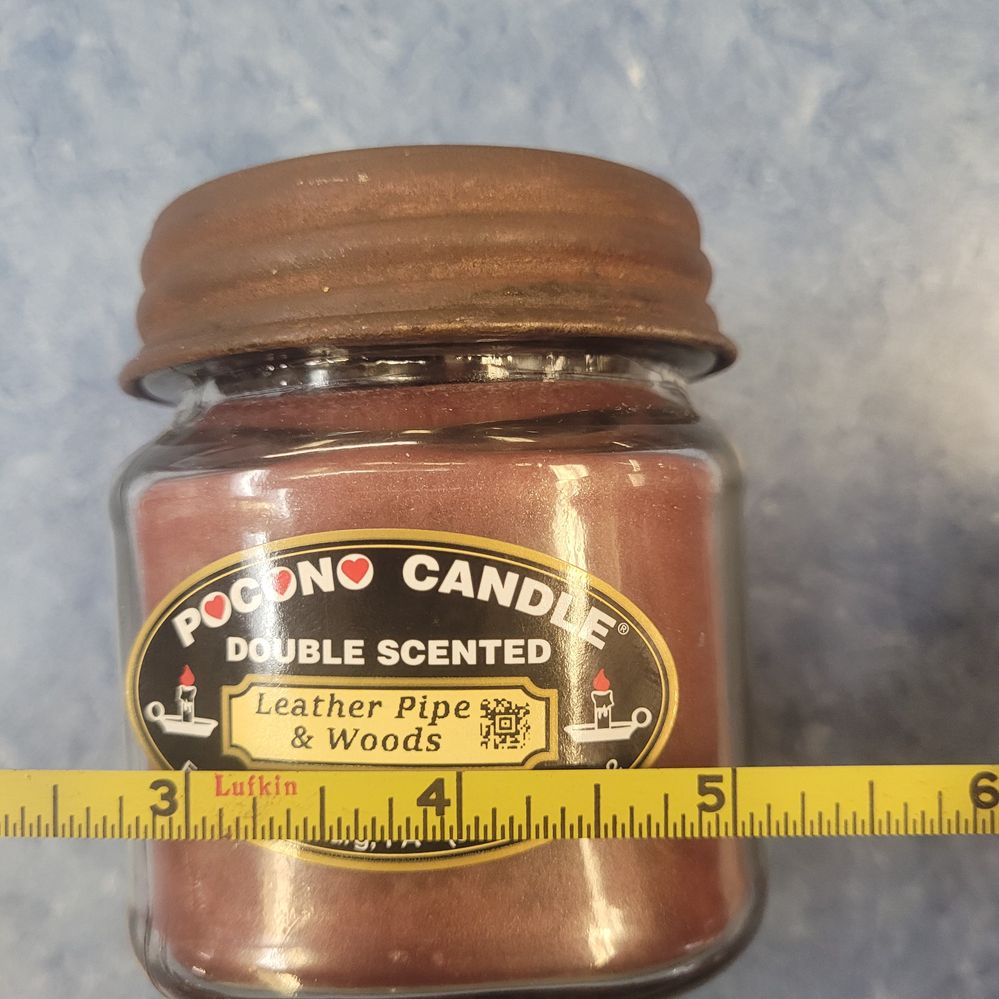 POCONO CANDLE®
DOUBLE SCENTED
Leather Pipe
& Woods
3 Lufkin 4 5 6